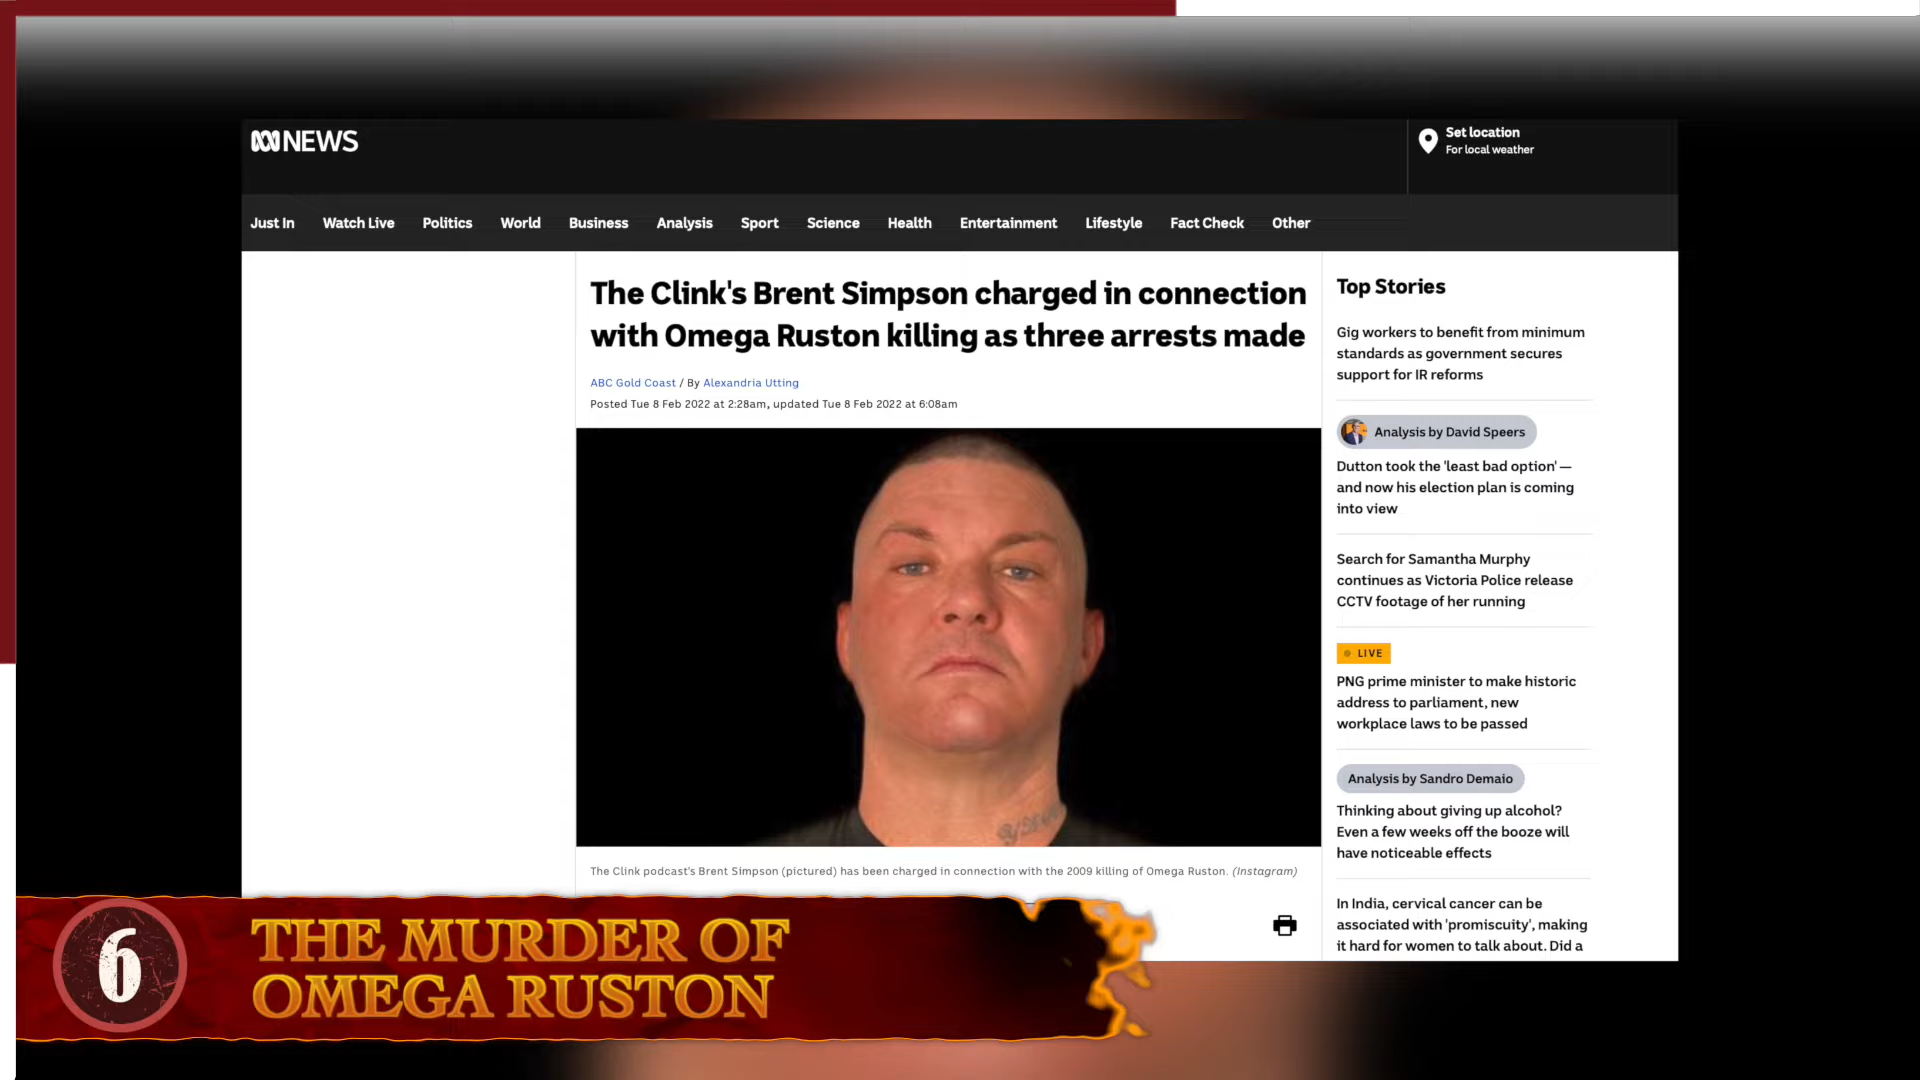 NEWS
Set location
For local weather
Just In Watch Live Politics World Business Analysis Sport Science Health Entertainment Lifestyle Fact Check Other
The Clink's Brent Simpson charged in connection
with Omega Ruston killing as three arrests made
ABC Gold Coast / By Alexandria Utting
Posted Tue 8 Feb 2022 at 2:28am, updated Tue 8 Feb 2022 at 6:08am
The Clink podcast's Brent Simpson (pictured) has been charged in connection with the 2009 killing of Omega Ruston. (Instagram)
Top Stories
Gig workers to benefit from minimum
standards as government secures
support for IR reforms
Analysis by David Speers
Dutton took the 'least bad option' —
and now his election plan is coming
into view
Search for Samantha Murphy
continues as Victoria Police release
CCTV footage of her running
LIVE
PNG prime minister to make historic
address to parliament, new
workplace laws to be passed
Analysis by Sandro Demaio
Thinking about giving up alcohol?
Even a few weeks off the booze will
have noticeable effects
In India, cervical cancer can be
associated with 'promiscuity', making
it hard for women to talk about. Did a
6
THE MURDER OF
OMEGA RUSTON